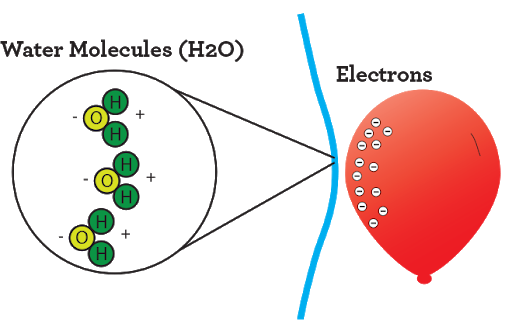 Water Molecules (H2O)
Electrons
H
- O +
H
H
- O +
H
H
- O +
H